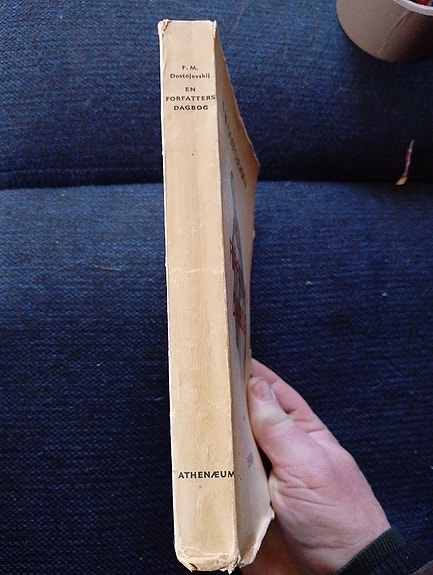 F. M.
Dostojevskij
EN
FORFATTERS
DAGBOG
ATHENÆUM